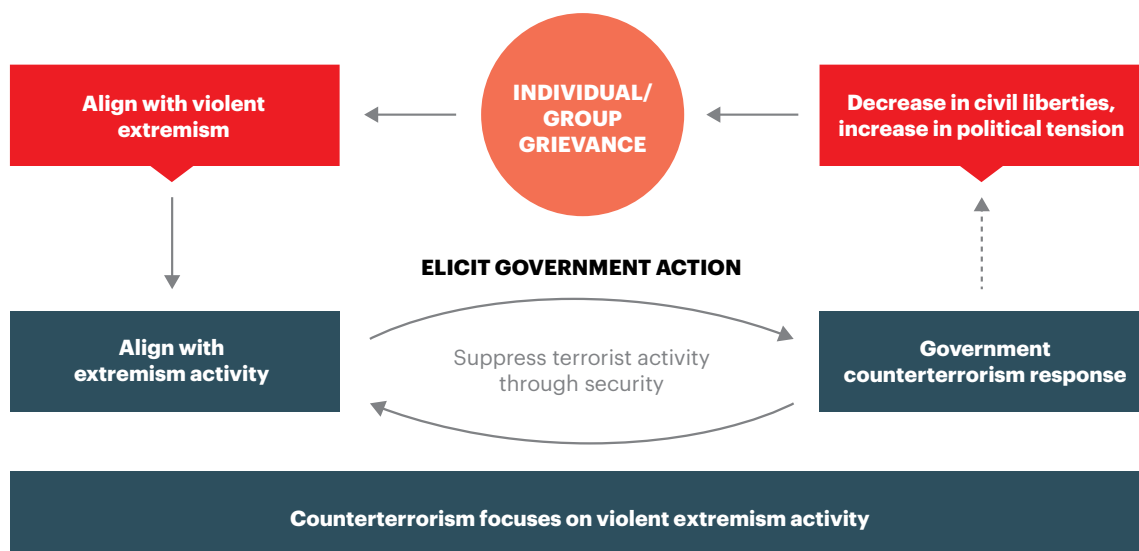 Align with violent
extremism
INDIVIDUAL/
GROUP
GRIEVANCE
Decrease in civil liberties,
increase in political tension
ELICIT GOVERNMENT ACTION
Align with
extremism activity
Suppress terrorist activity
through security
Government
counterterrorism response
Counterterrorism focuses on violent extremism activity